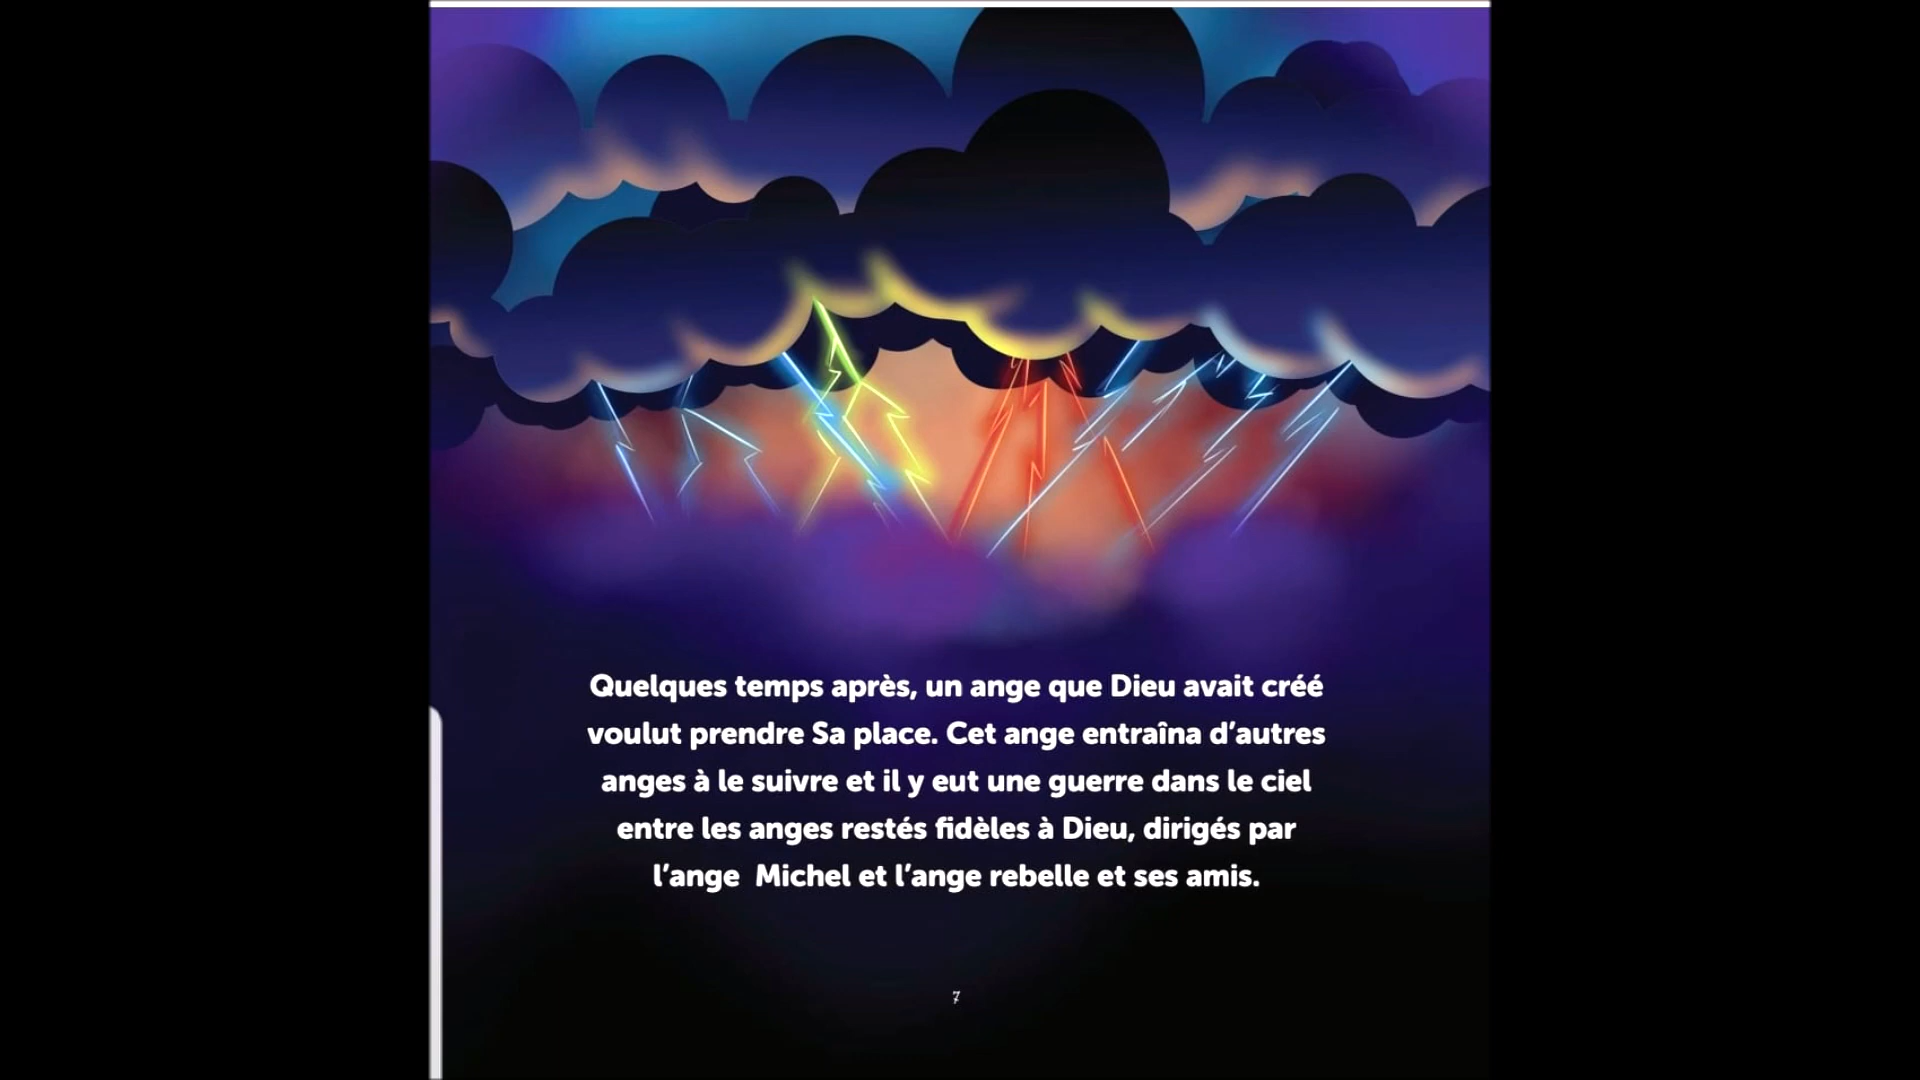 Quelques temps après, un ange que Dieu avait créé
voulut prendre Sa place. Cet ange entraîna d’autres
anges à le suivre et il y eut une guerre dans le ciel
entre les anges restés fidèles à Dieu, dirigés par
l’ange  Michel et l’ange rebelle et ses amis.
7